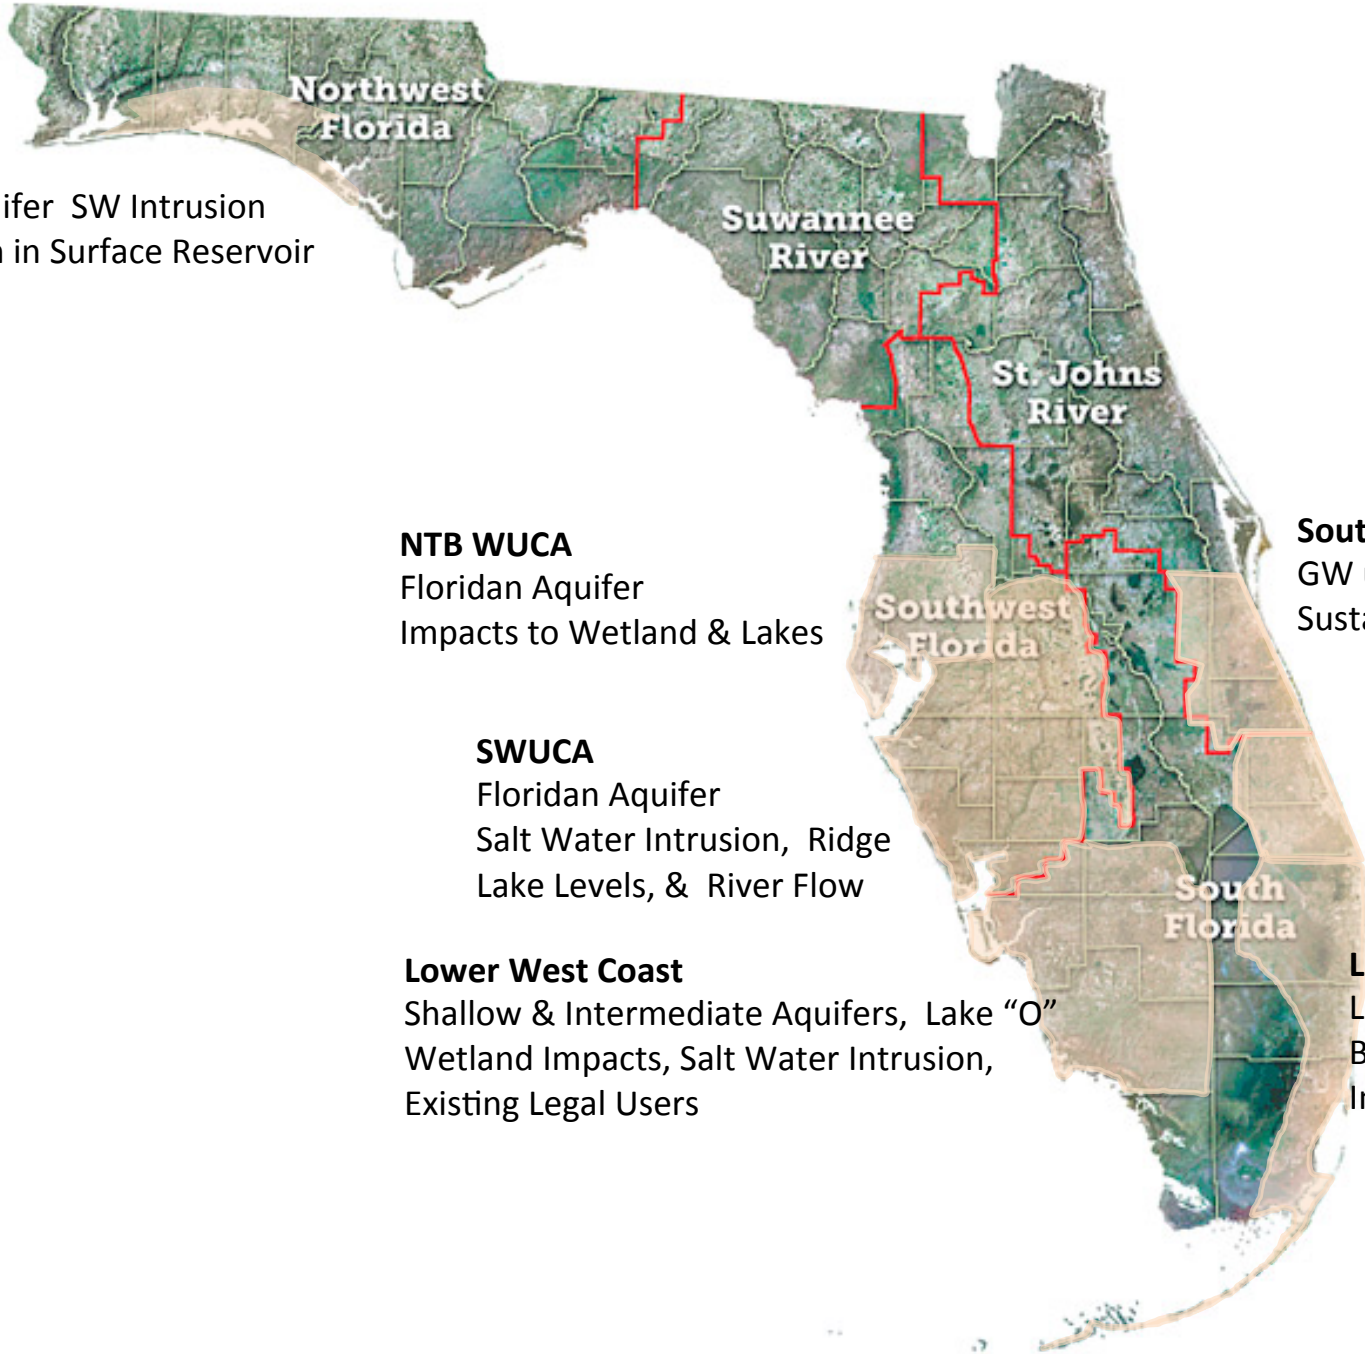 Northwest
Florida
SW Intrusion
in Surface Reservoir
Suwannee
River
St. Johns
River
NTB WUCA
Floridan Aquifer
Impacts to Wetland & Lakes
Southwest
Florida
GW
SWUCA
Floridan Aquifer
Salt Water Intrusion, Ridge
Lake Levels, & River Flow
South
Florida
Lower West Coast
Shallow & Intermediate Aquifers, Lake “O”
Wetland Impacts, Salt Water Intrusion,
Existing Legal Users